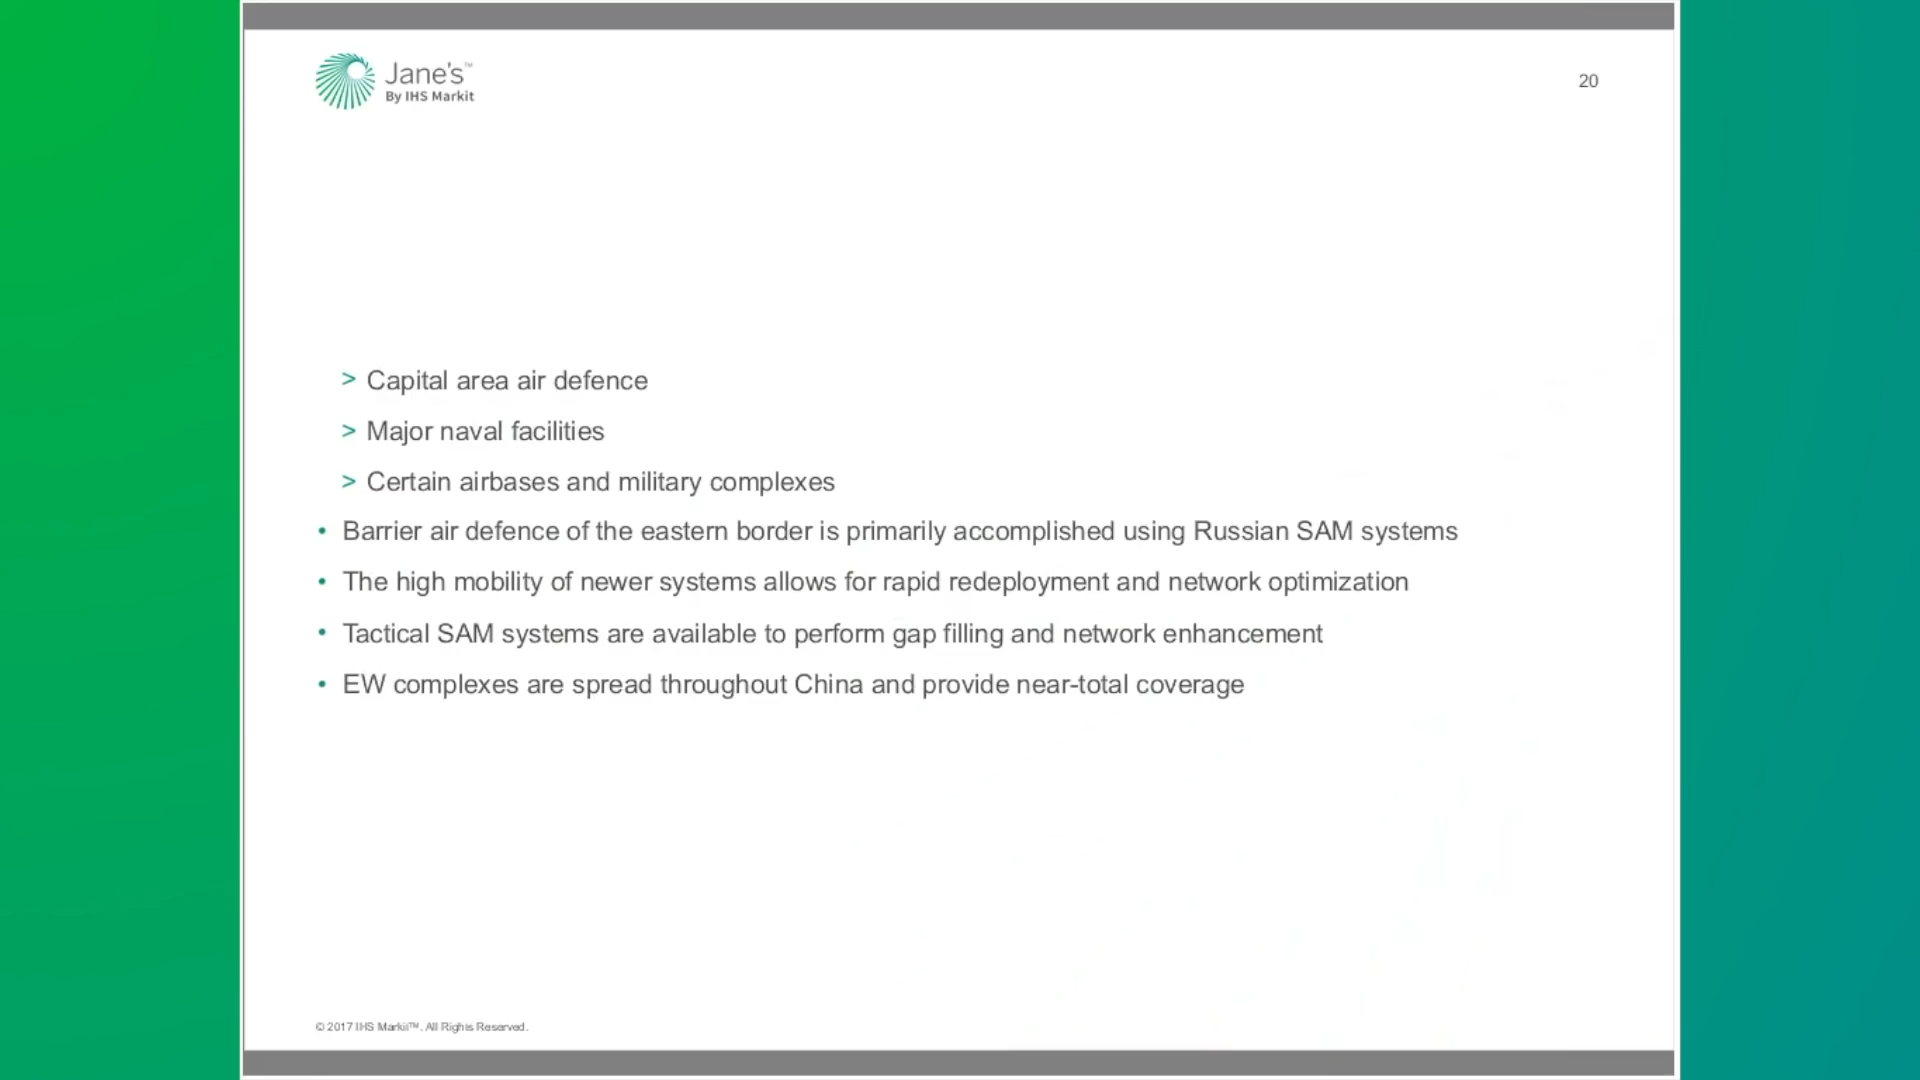 Jane's™
By IHS Markit
20
> Capital area air defence
> Major naval facilities
> Certain airbases and military complexes
• Barrier air defence of the eastern border is primarily accomplished using Russian SAM systems
• The high mobility of newer systems allows for rapid redeployment and network optimization
• Tactical SAM systems are available to perform gap filling and network enhancement
• EW complexes are spread throughout China and provide near-total coverage
© 2017 IHS Markit™. All Rights Reserved.